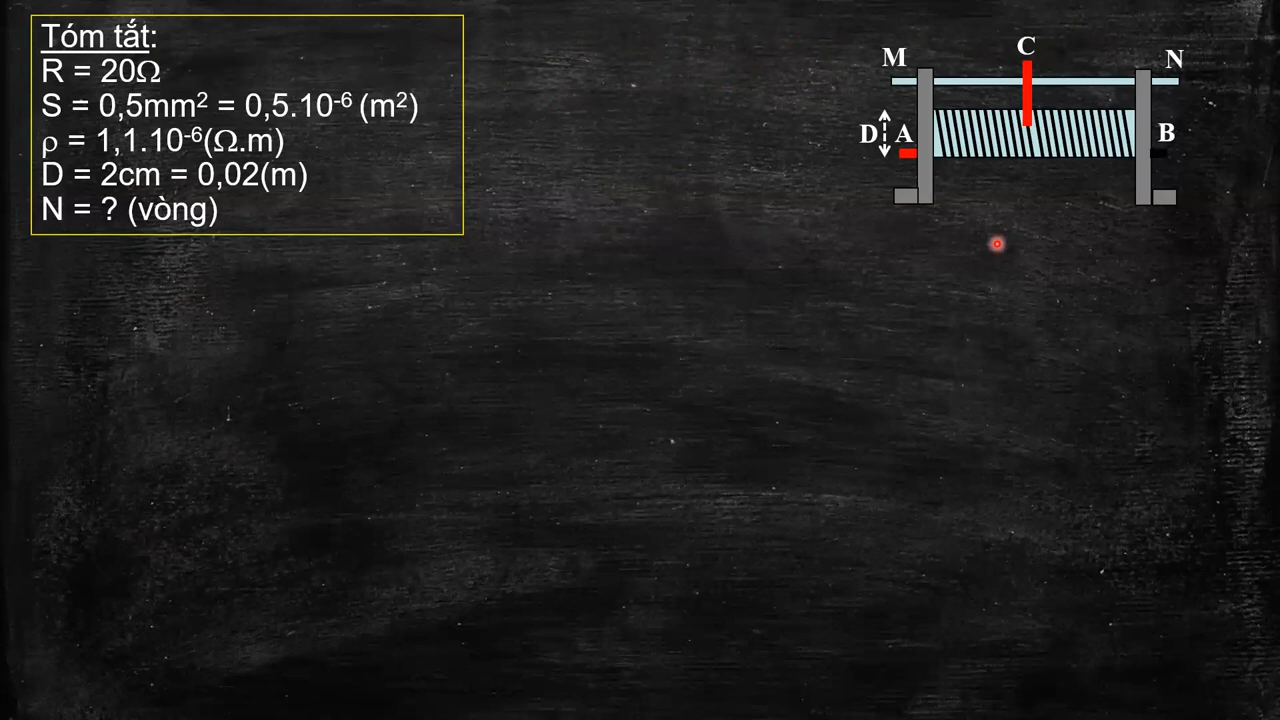 Tóm tắt:
R = 20Ω
S = 0,5mm² = 0,5.10⁻⁶ (m²)
ρ = 1,1.10⁻⁶(Ω.m)
D = 2cm = 0,02(m)
N = ? (vòng)
C
M
N
D
A
B